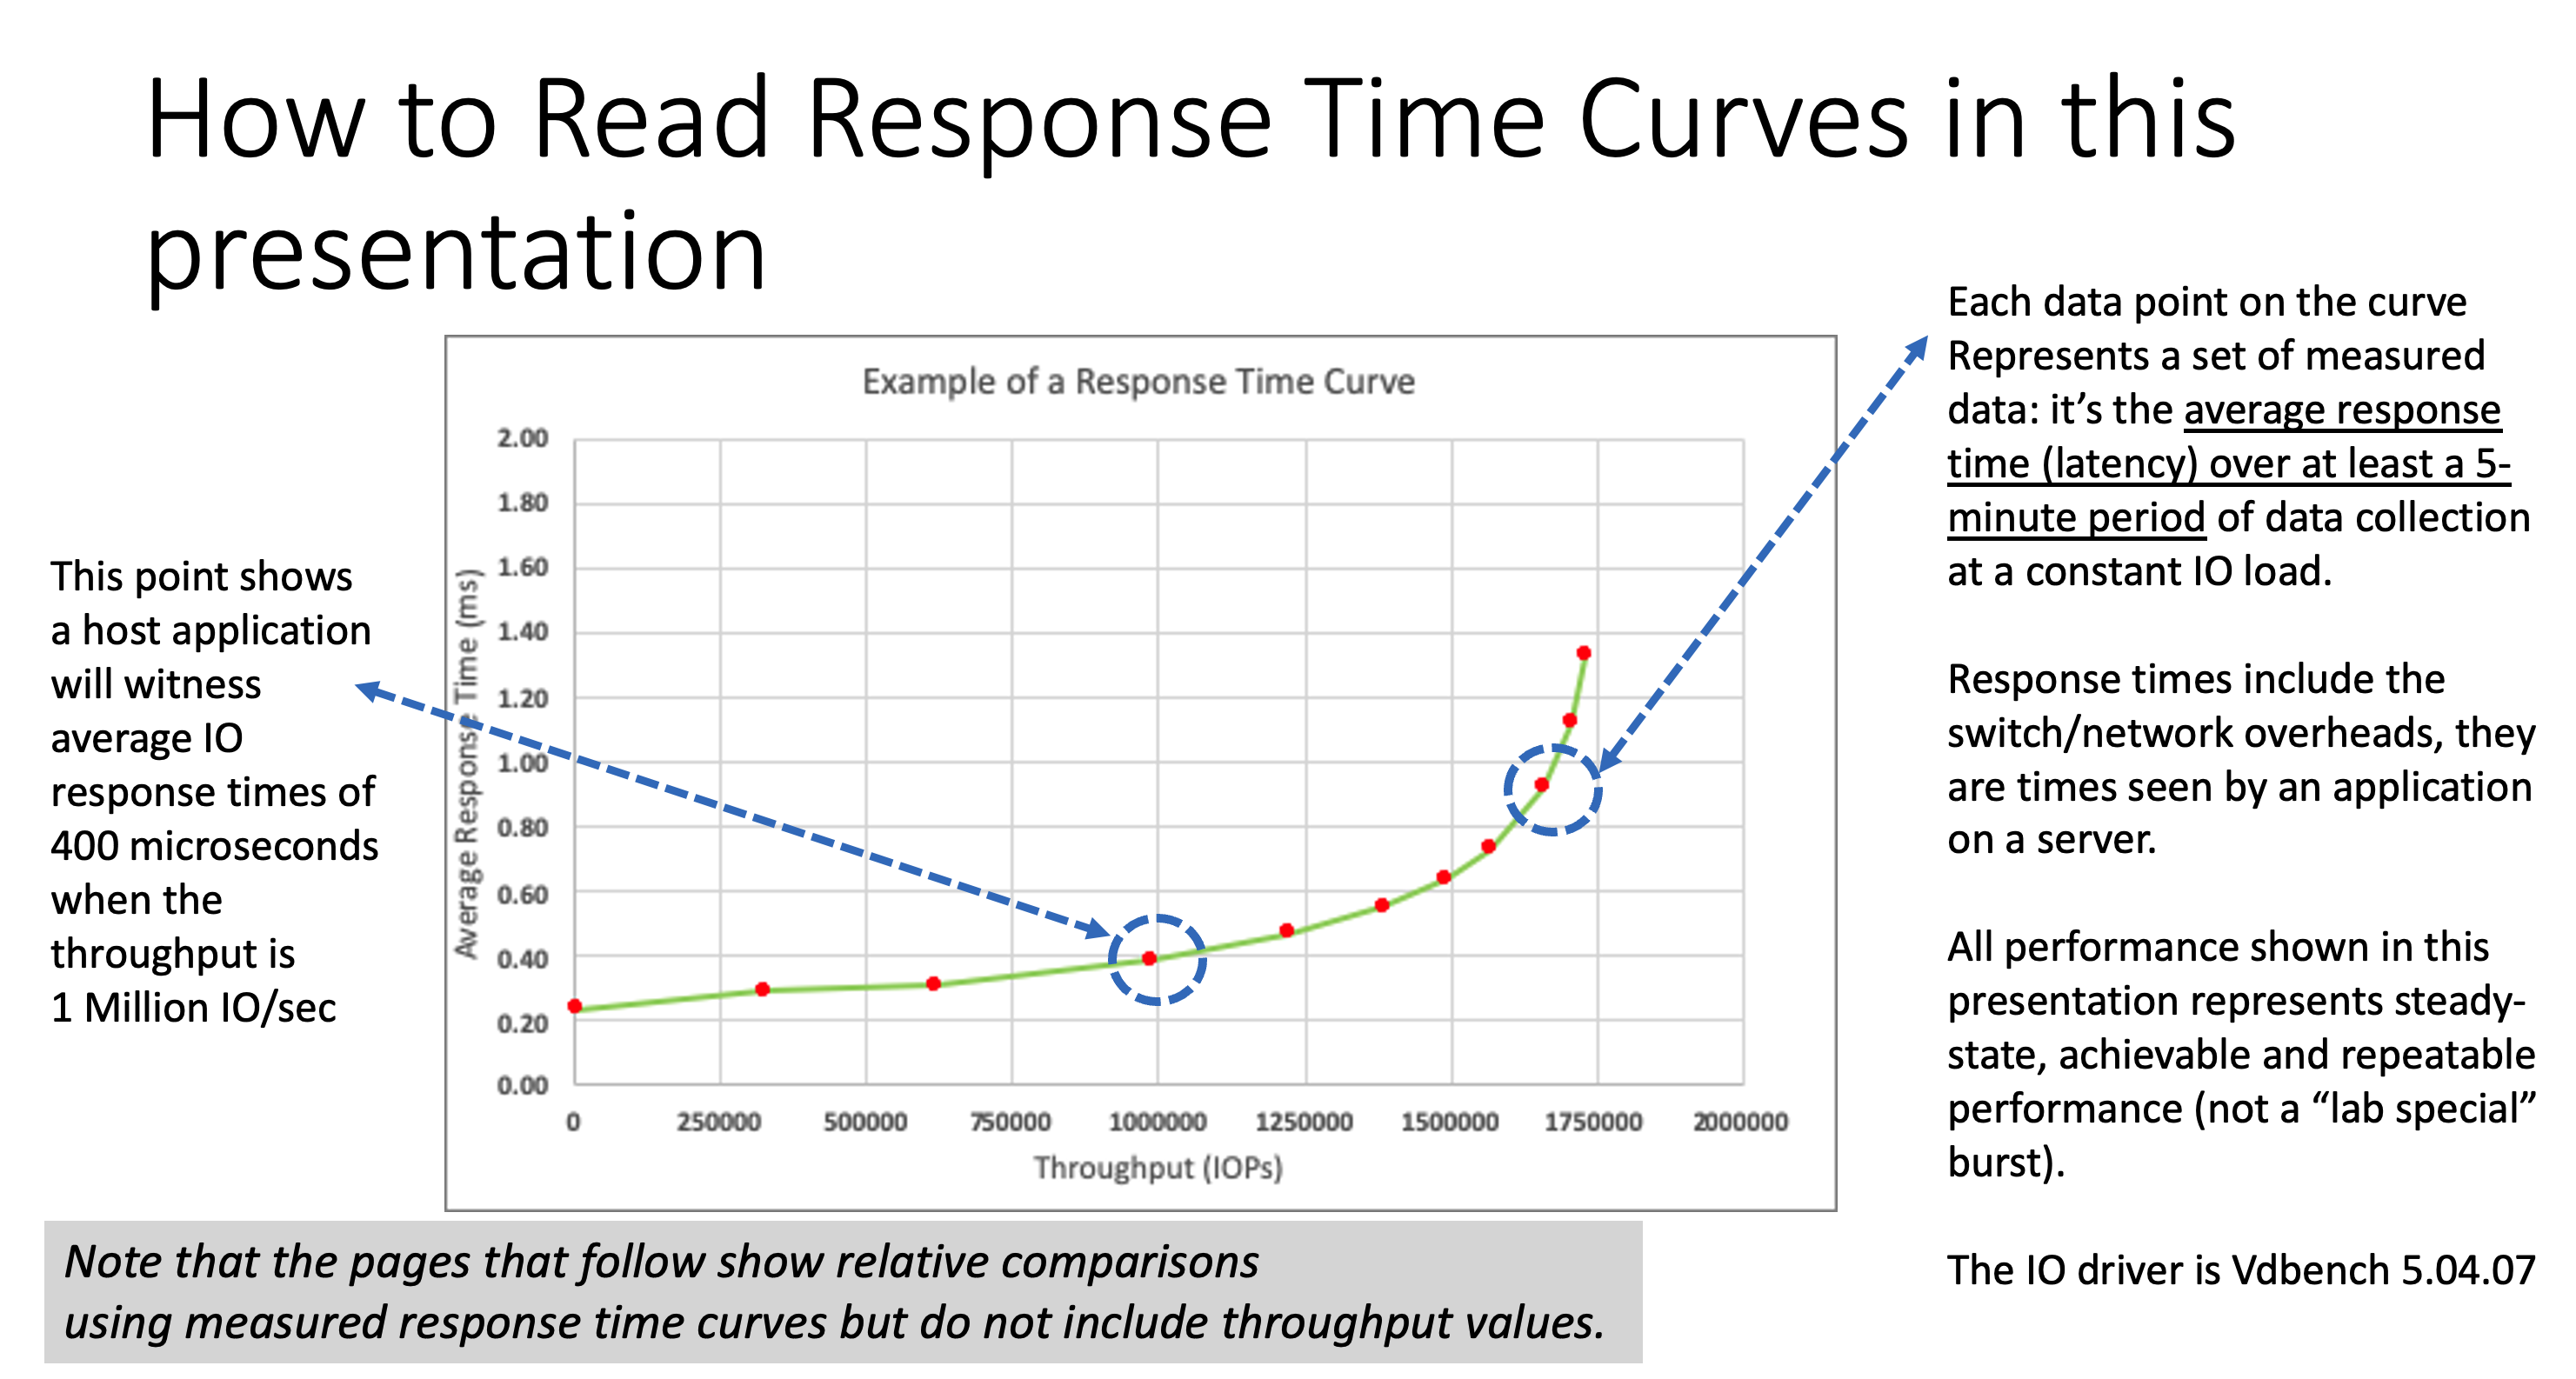 How to Read Response Time Curves in this
presentation
This point shows
a host application
will witness
average IO
response times of
400 microseconds
when the
throughput is
1 Million IO/sec
Example of a Response Time Curve
Average Response Time (ms)
2.00
1.80
1.60
1.40
1.20
1.00
0.80
0.60
0.40
0.20
0.00
0 250000 500000 750000 1000000 1250000 1500000 1750000 2000000
Throughput (IOPs)
Each data point on the curve
Represents a set of measured
data: it’s the average response
time (latency) over at least a 5-
minute period of data collection
at a constant IO load.
Response times include the
switch/network overheads, they
are times seen by an application
on a server.
All performance shown in this
presentation represents steady-
state, achievable and repeatable
performance (not a “lab special”
burst).
The IO driver is Vdbench 5.04.07
Note that the pages that follow show relative comparisons
using measured response time curves but do not include throughput values.